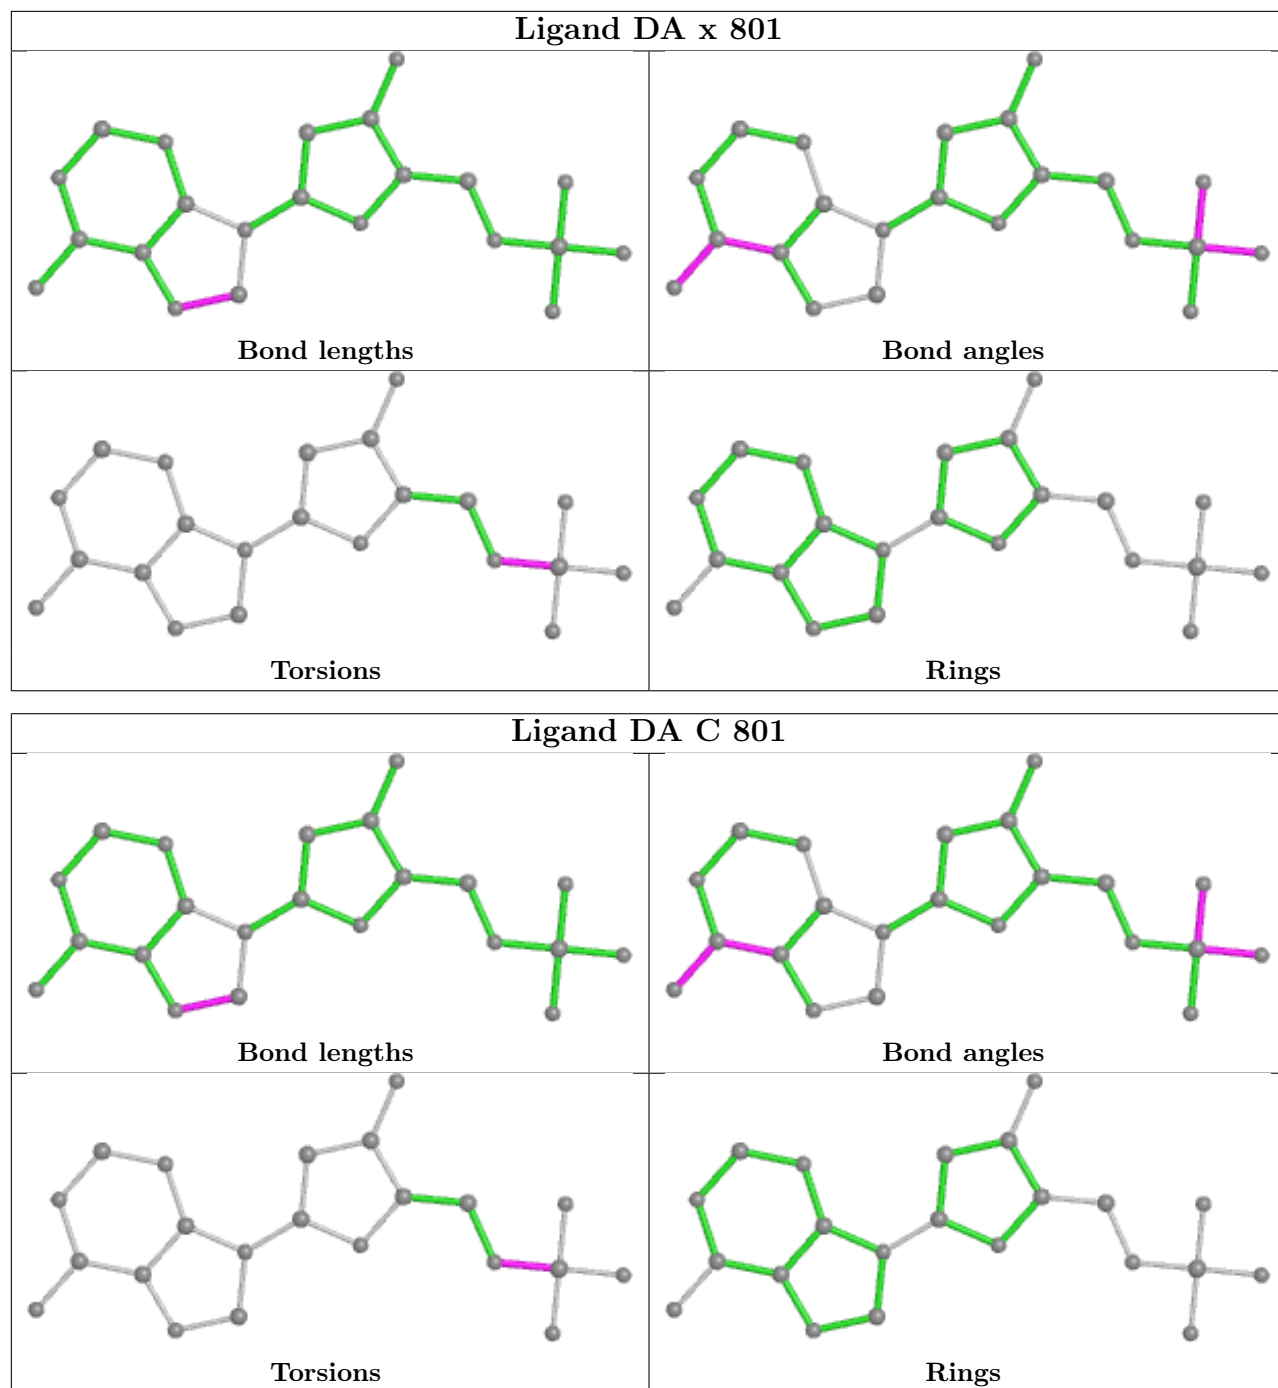 Ligand DA x 801
Bond lengths
Bond angles
Torsions
Rings
Ligand DA C 801
Bond lengths
Bond angles
Torsions
Rings